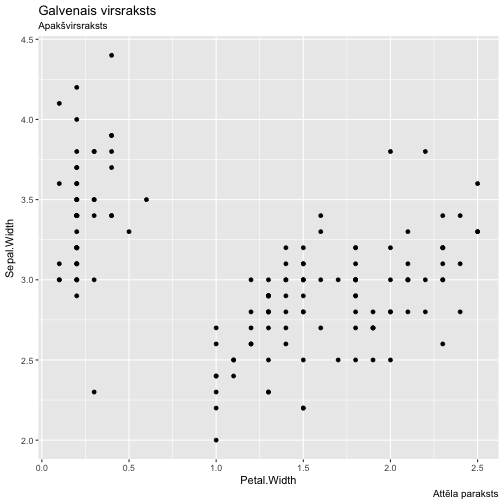 Galvenais virsraksts
Apakšvirsraksts
4.5
4.0
3.5
3.0
2.5
2.0
Sepal.Width
0.0 0.5 1.0 1.5 2.0 2.5
Petal.Width
Attēla paraksts